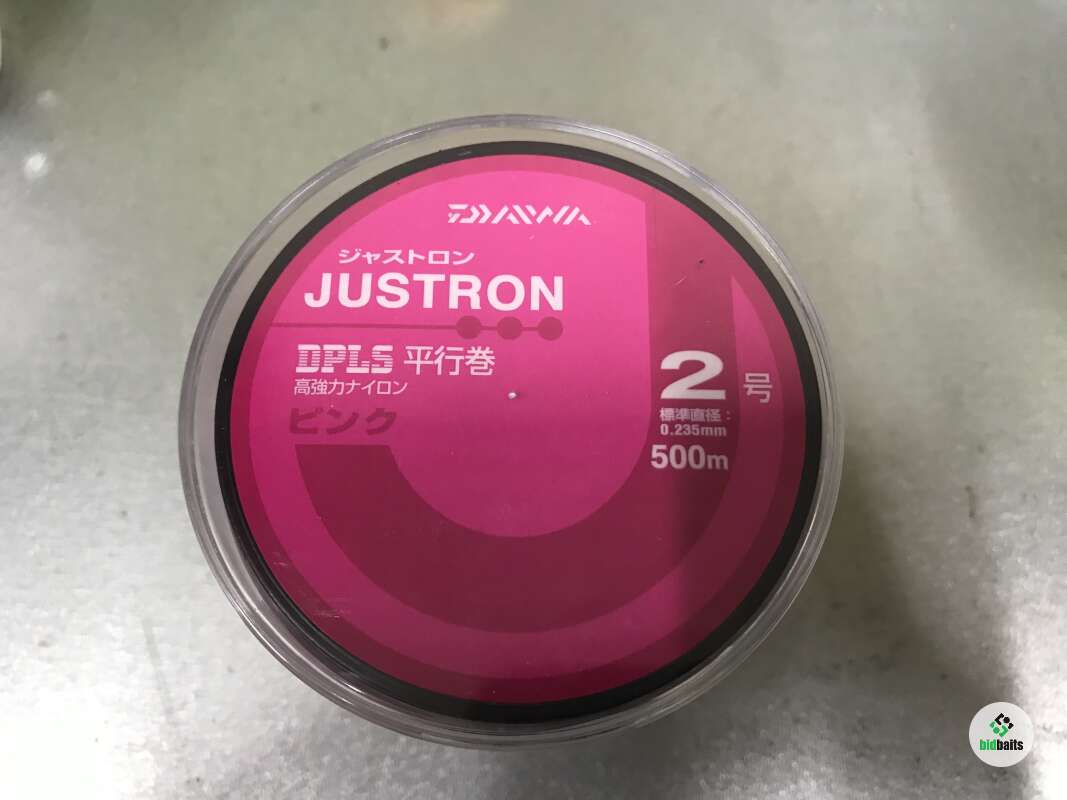 DAIWA
ジャストロン
JUSTRON
DPLS 平行巻
高強力ナイロン
ピンク
2号
標準直径：
0.235mm
500m
bidbaits